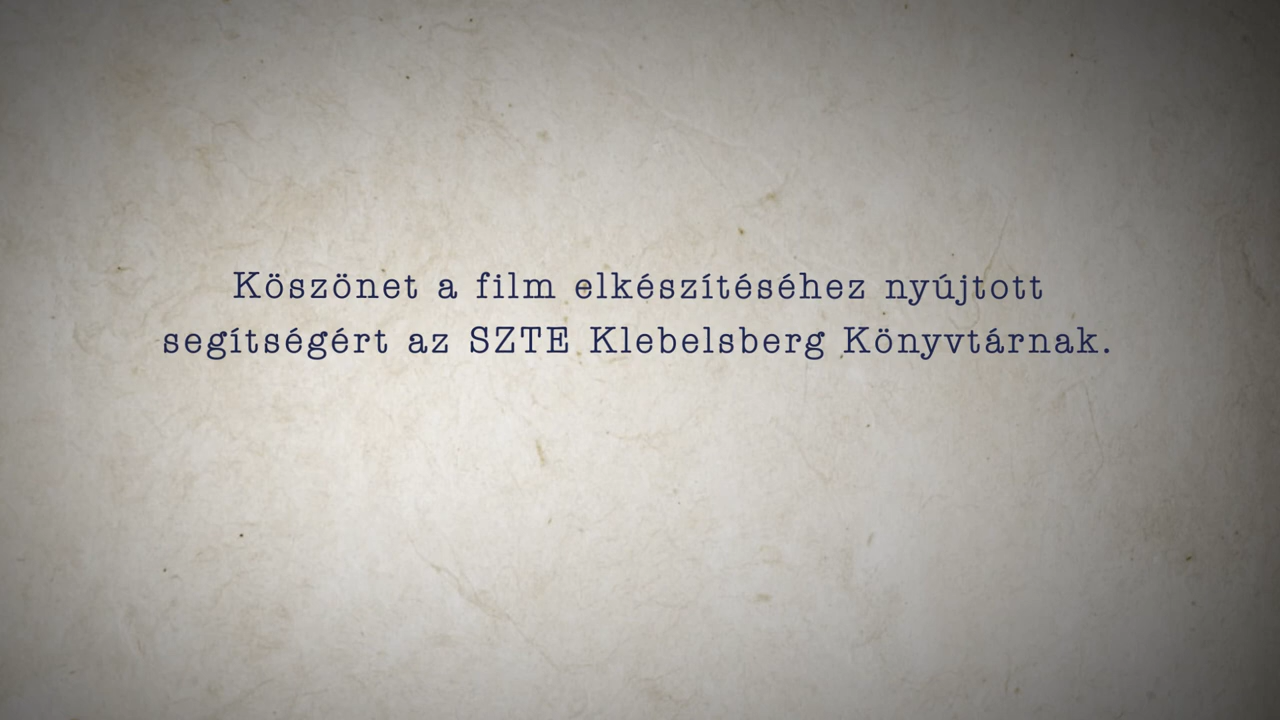 Köszönet a film elkészítéséhez nyújtott
segítségért az SZTE Klebelsberg Könyvtárnak.